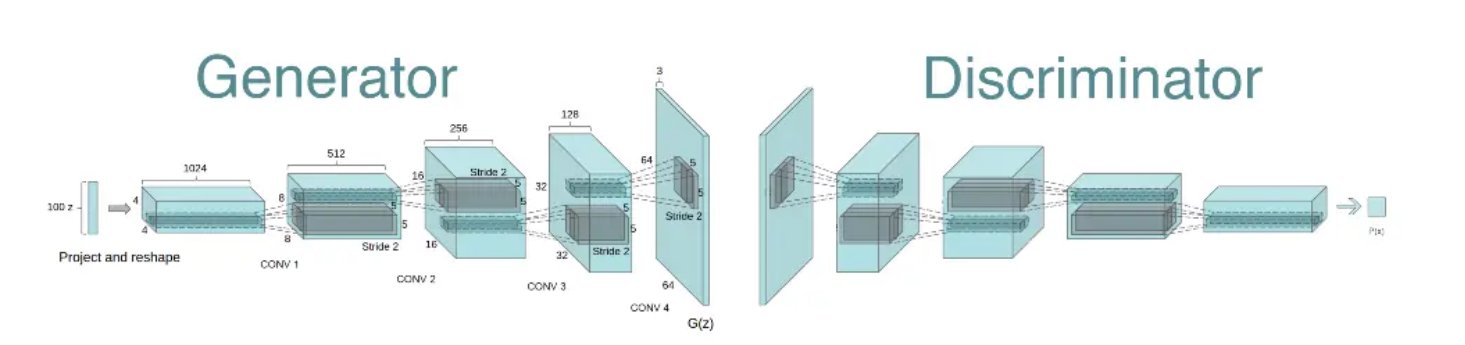 Generator
Discriminator
3
128
256
512
1024
64
5
16
Stride 2
5
5
32
8
4
100 z
5
5
5
5
Stride 2
4
8
16
Stride 2
32
Stride 2
Project and reshape
CONV 1
CONV 2
CONV 3
64
CONV 4
G(z)
P(x)